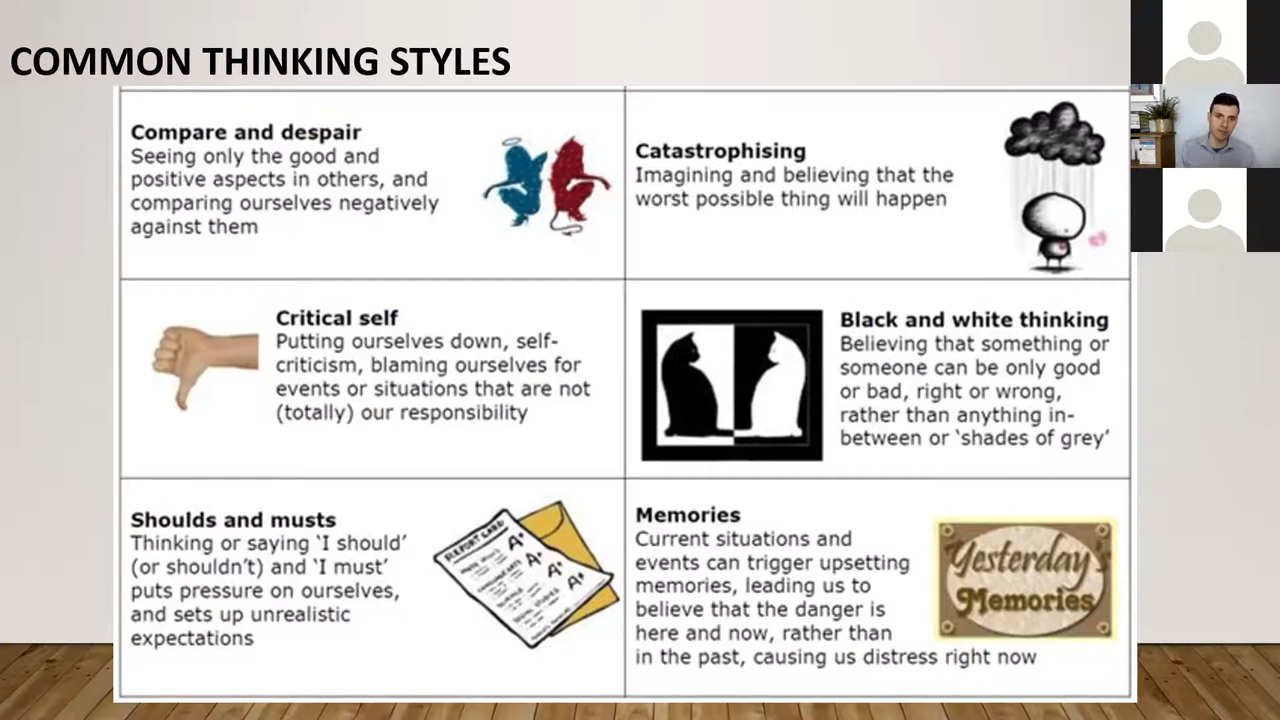 COMMON THINKING STYLES
Compare and despair
Seeing only the good and
positive aspects in others, and
comparing ourselves negatively
against them
Catastrophising
Imagining and believing that the
worst possible thing will happen
Critical self
Putting ourselves down, self-
criticism, blaming ourselves for
events or situations that are not
(totally) our responsibility
Black and white thinking
Believing that something or
someone can be only good
or bad, right or wrong,
rather than anything in-
between or ‘shades of grey’
Shoulds and musts
Thinking or saying ‘I should’
(or shouldn’t) and ‘I must’
puts pressure on ourselves,
and sets up unrealistic
expectations
REPORT CARD
A+
A+
A+
A+
Memories
Current situations and
events can trigger upsetting
memories, leading us to
believe that the danger is
here and now, rather than
in the past, causing us distress right now
Yesterday's
Memories